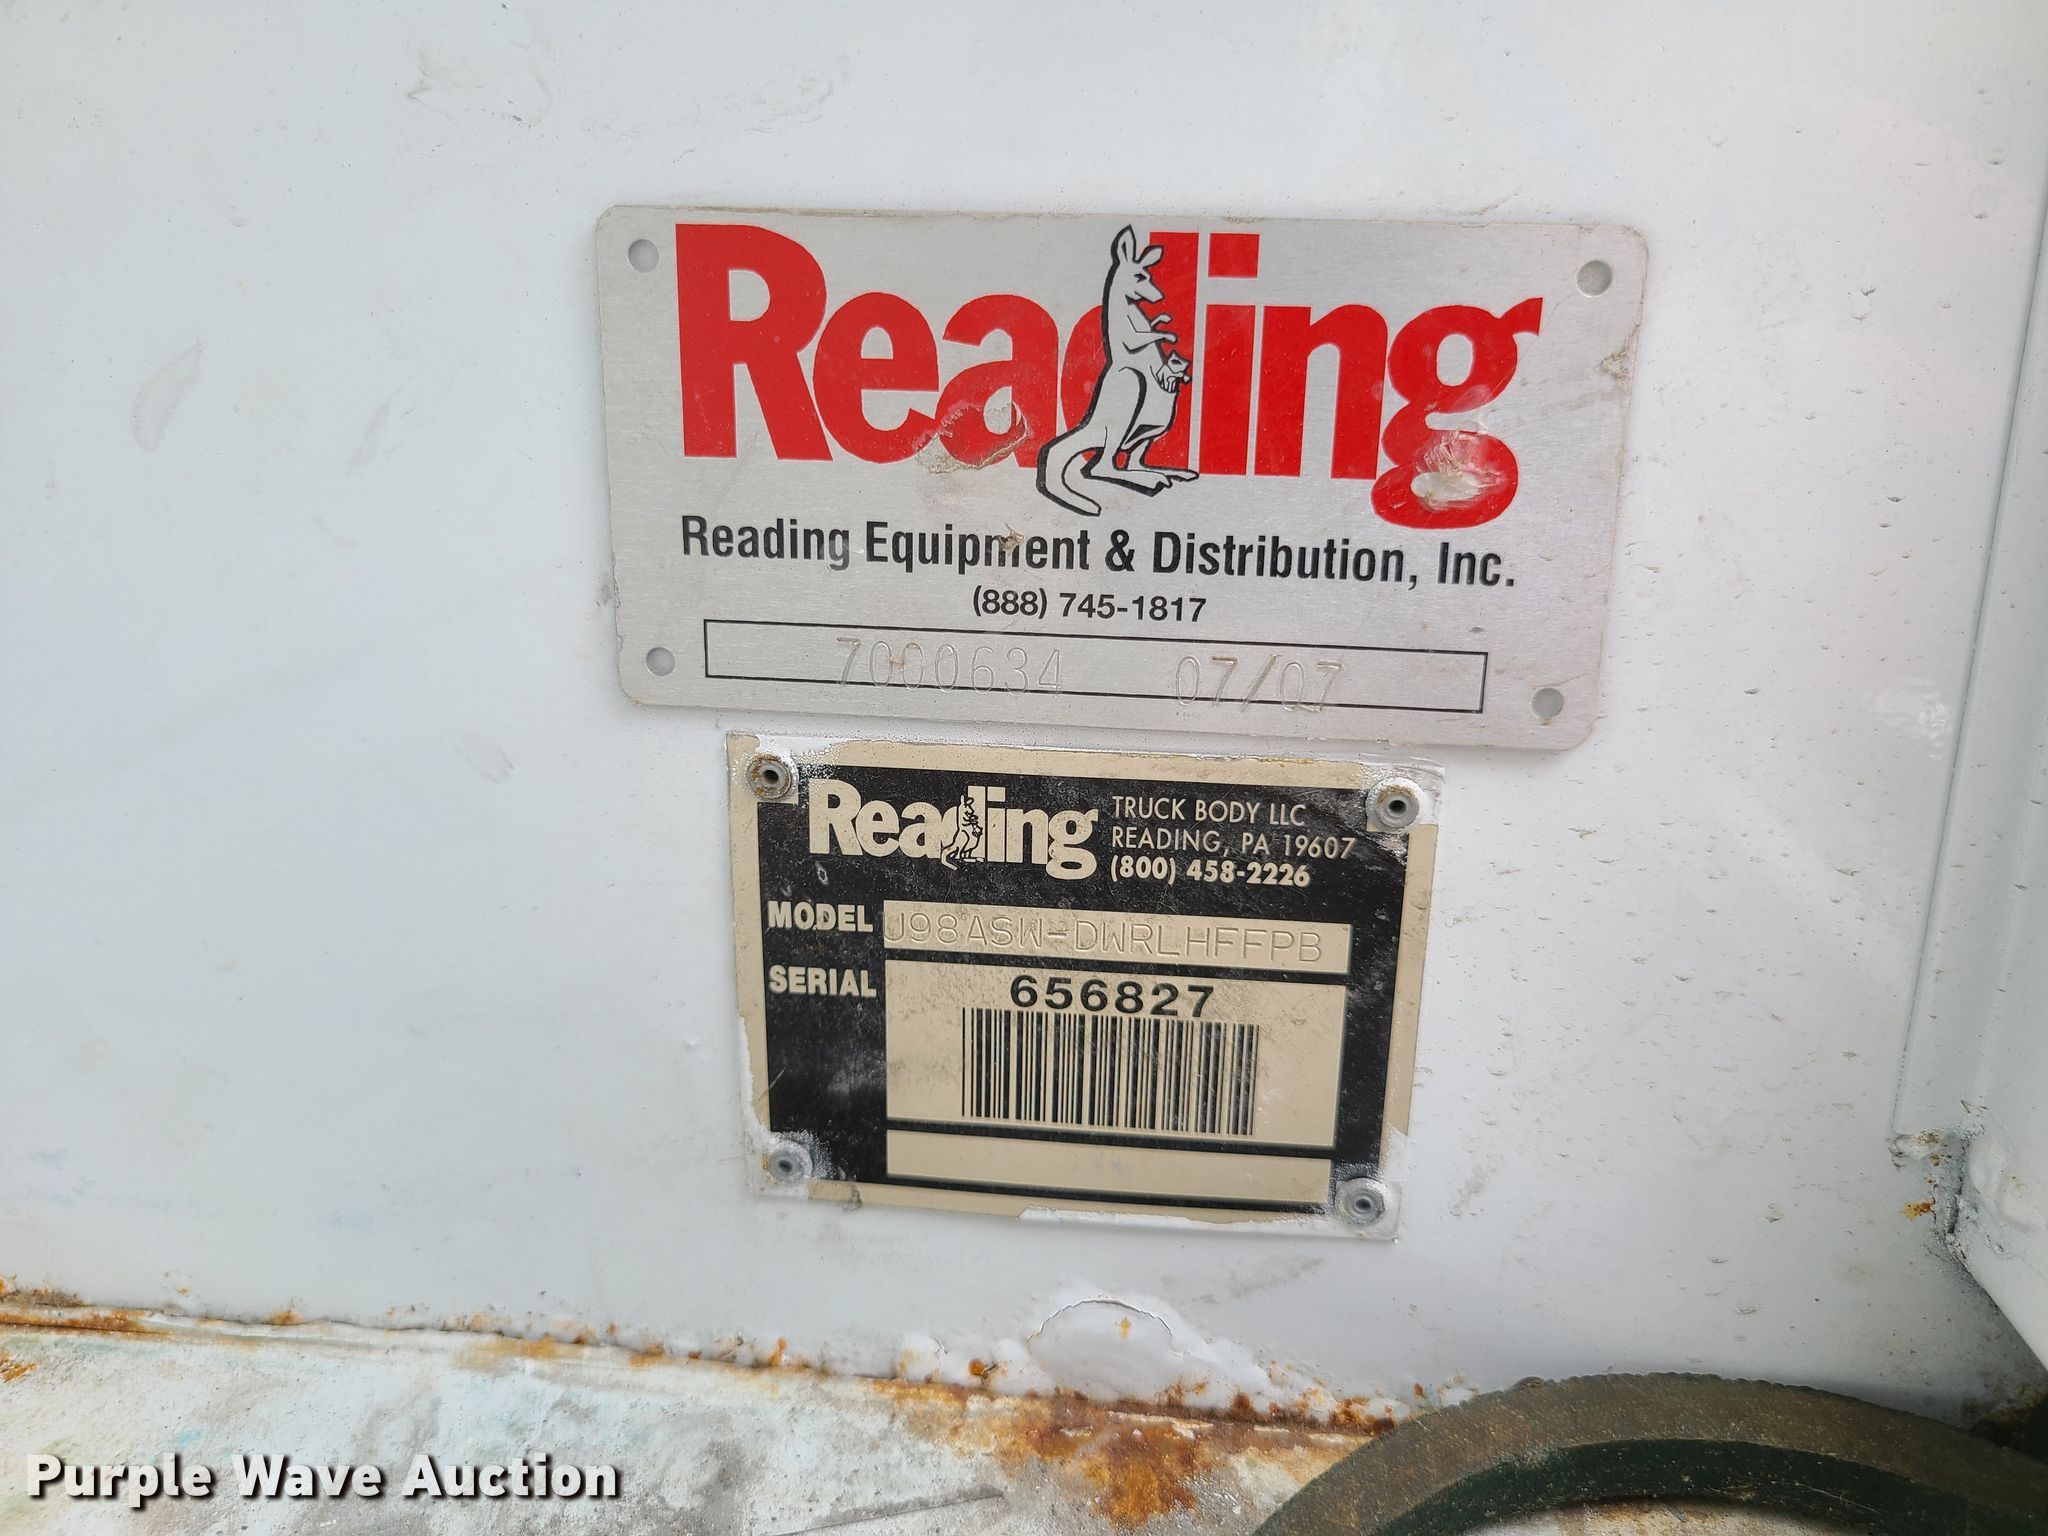 Reading
Reading Equipment & Distribution, Inc.
(888) 745-1817
7000634 07/07
Reading
TRUCK BODY LLC
READING, PA 19607
(800) 458-2226
MODEL U98ASW-DWRLHFFPB
SERIAL 656827
Purple Wave Auction